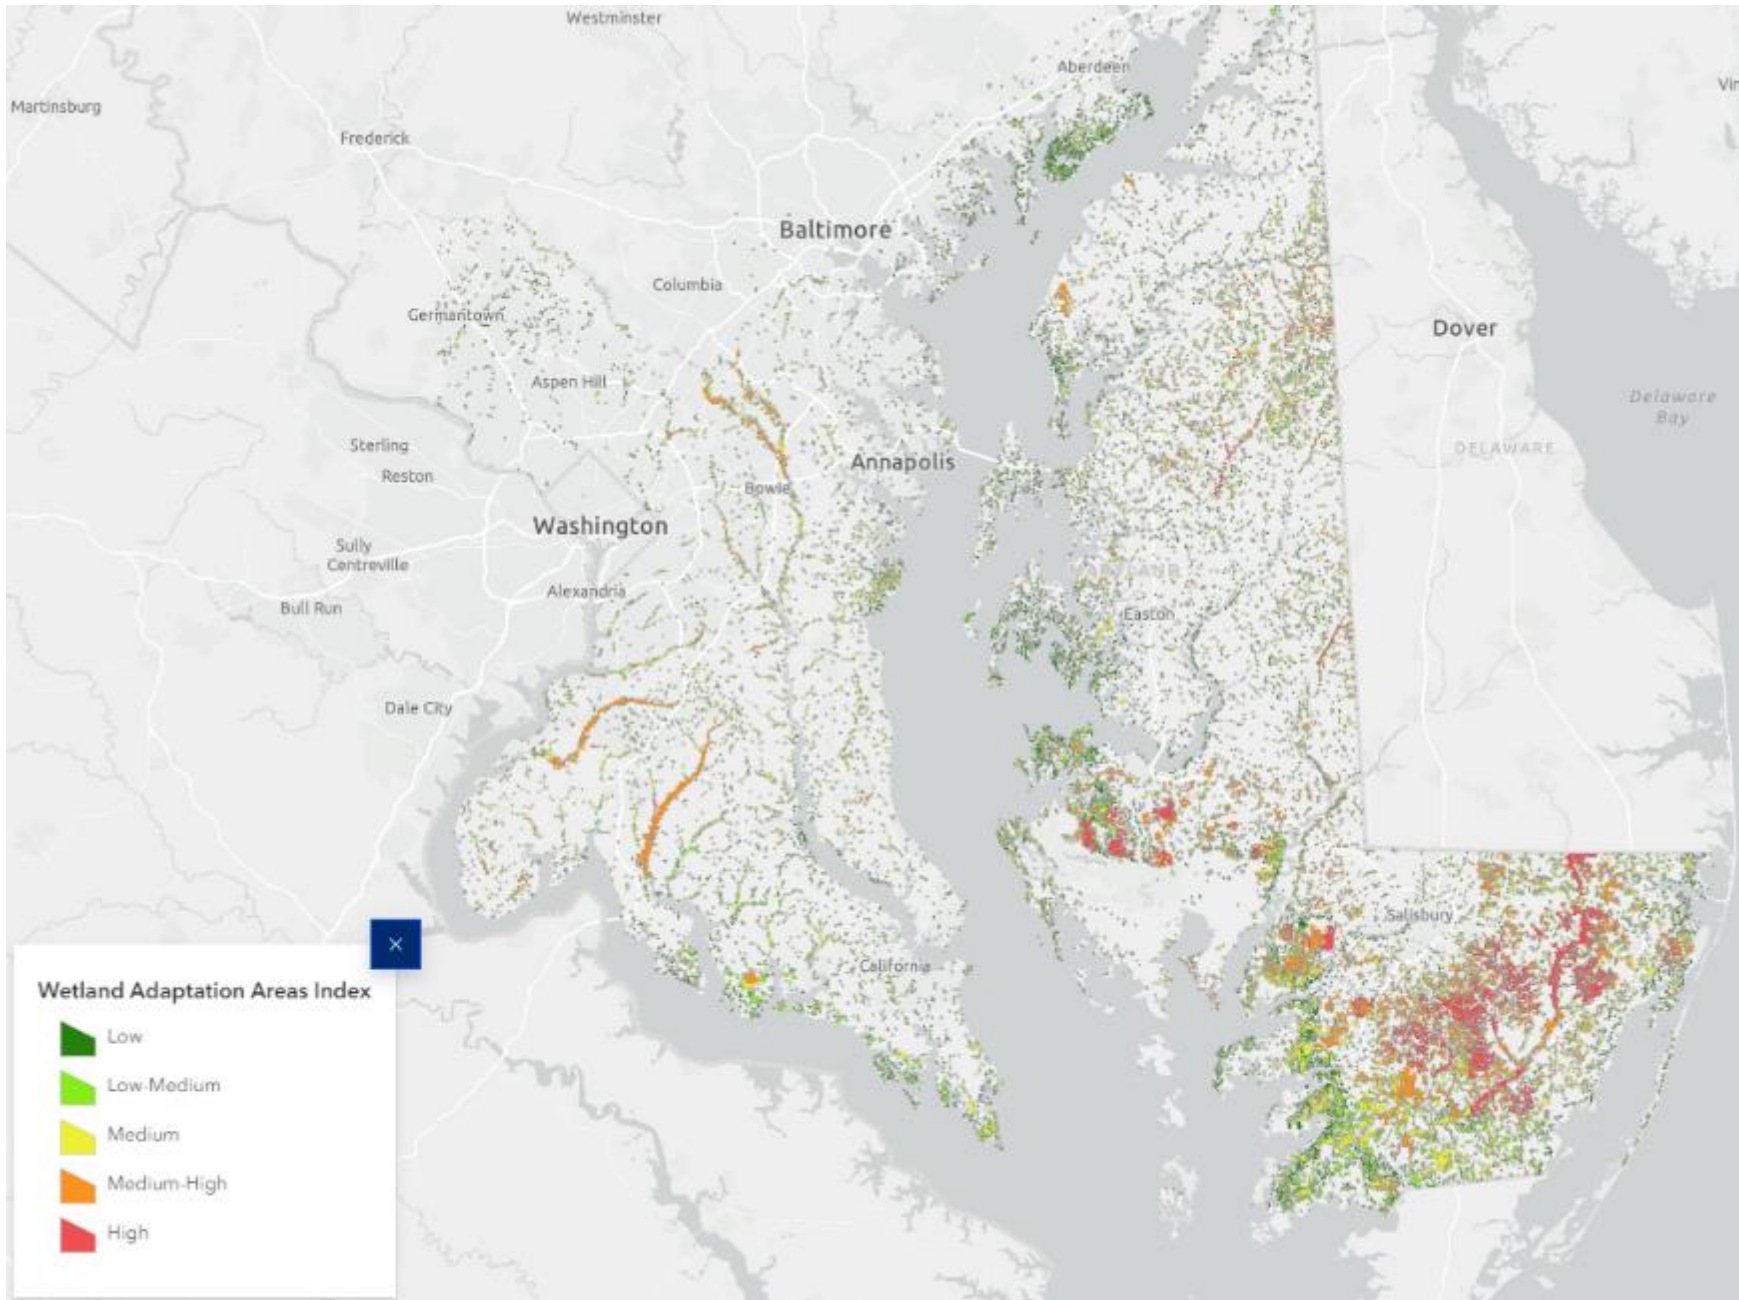 Westminster
Aberdeen
Vin
Martinsburg
Frederick
Baltimore
Columbia
Germantown
Dover
Aspen Hill
Delaware
Bay
Sterling
DELAWARE
Annapolis
Reston
Bowie
Washington
Sully
Centreville
Alexandria
Bull Run
Easton
Dale City
Salisbury
California
×
Wetland Adaptation Areas Index
Low
Low-Medium
Medium
Medium-High
High